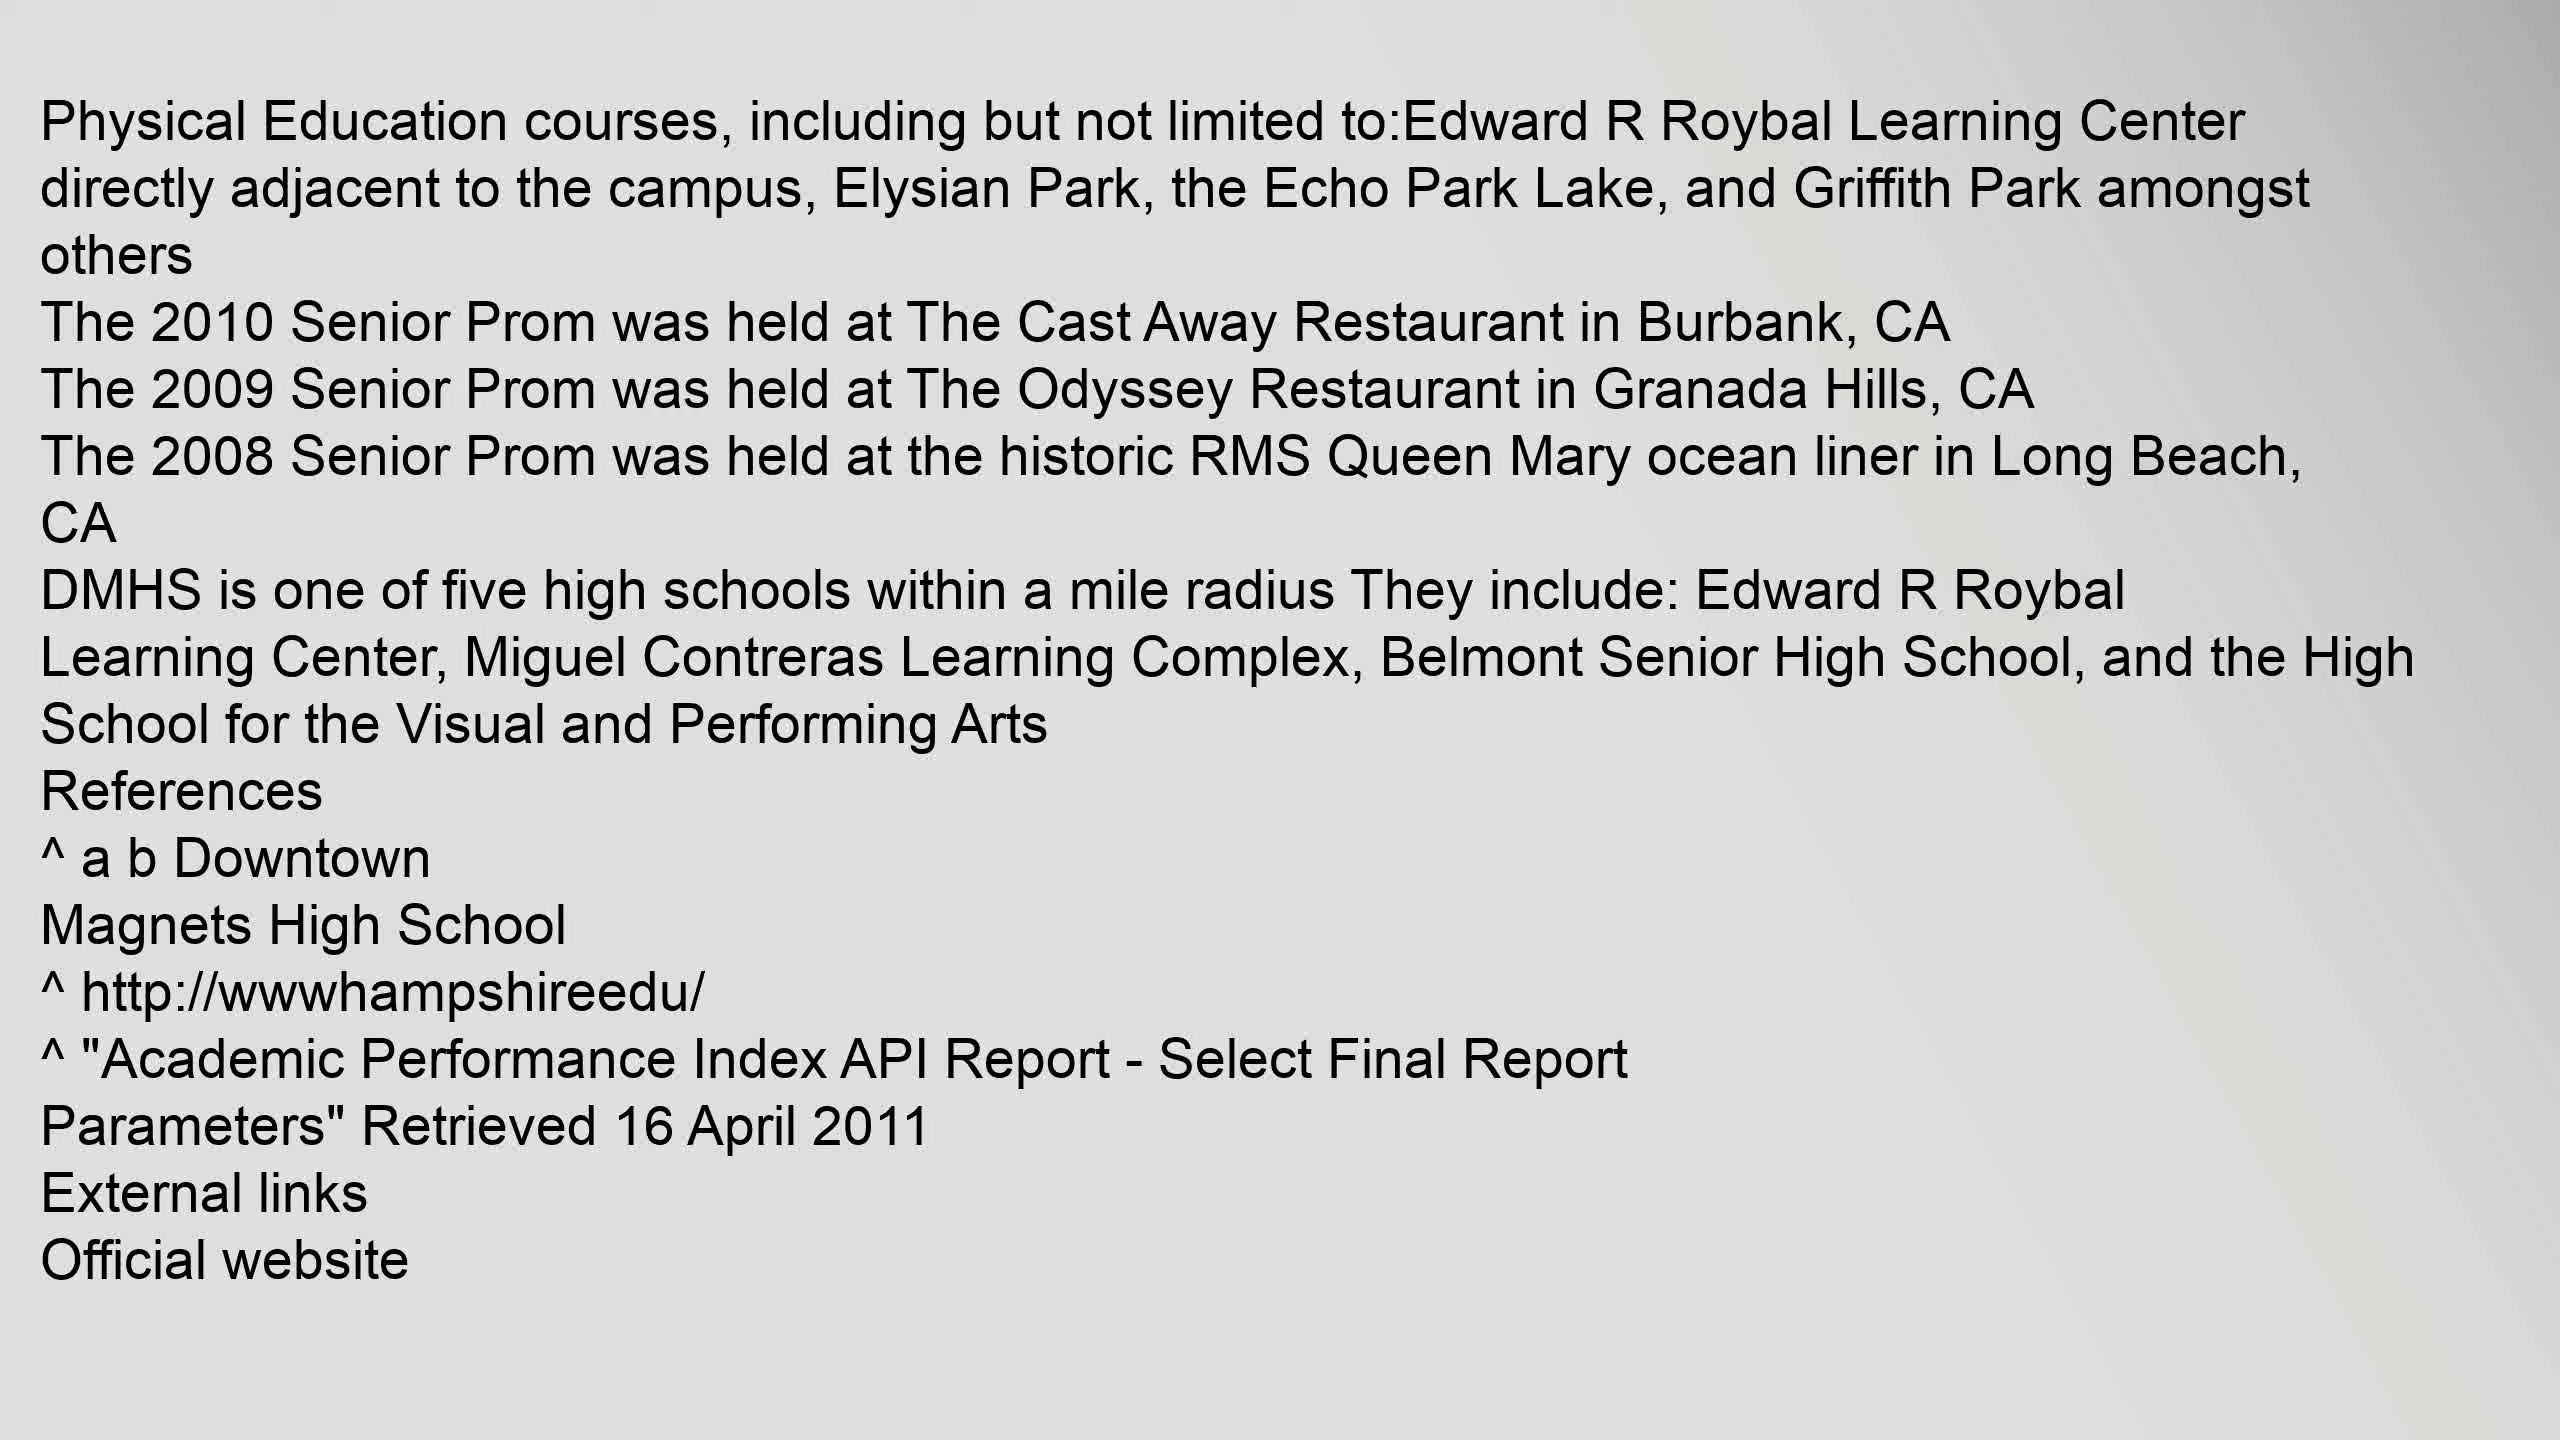 Physical Education courses, including but not limited to:Edward R Roybal Learning Center
directly adjacent to the campus, Elysian Park, the Echo Park Lake, and Griffith Park amongst
others
The 2010 Senior Prom was held at The Cast Away Restaurant in Burbank, CA
The 2009 Senior Prom was held at The Odyssey Restaurant in Granada Hills, CA
The 2008 Senior Prom was held at the historic RMS Queen Mary ocean liner in Long Beach,
CA
DMHS is one of five high schools within a mile radius They include: Edward R Roybal
Learning Center, Miguel Contreras Learning Complex, Belmont Senior High School, and the High
School for the Visual and Performing Arts
References
^ a b Downtown
Magnets High School
^ http://wwwhampshireedu/
^ "Academic Performance Index API Report - Select Final Report
Parameters" Retrieved 16 April 2011
External links
Official website